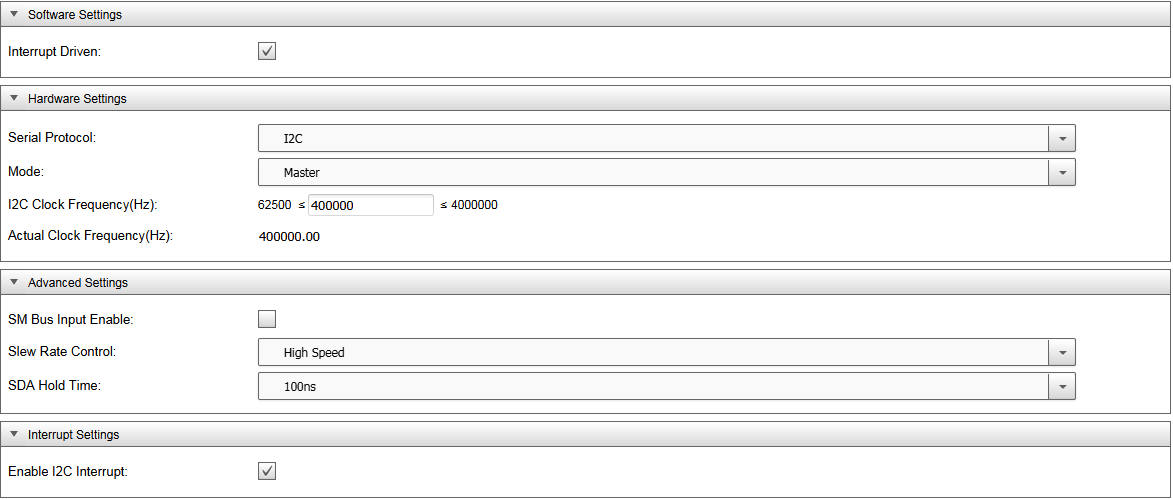 Software Settings
Interrupt Driven:
Hardware Settings
Serial Protocol: I2C
Mode: Master
I2C Clock Frequency(Hz): 62500 ≤ 400000 ≤ 4000000
Actual Clock Frequency(Hz): 400000.00
Advanced Settings
SM Bus Input Enable:
Slew Rate Control: High Speed
SDA Hold Time: 100ns
Interrupt Settings
Enable I2C Interrupt: